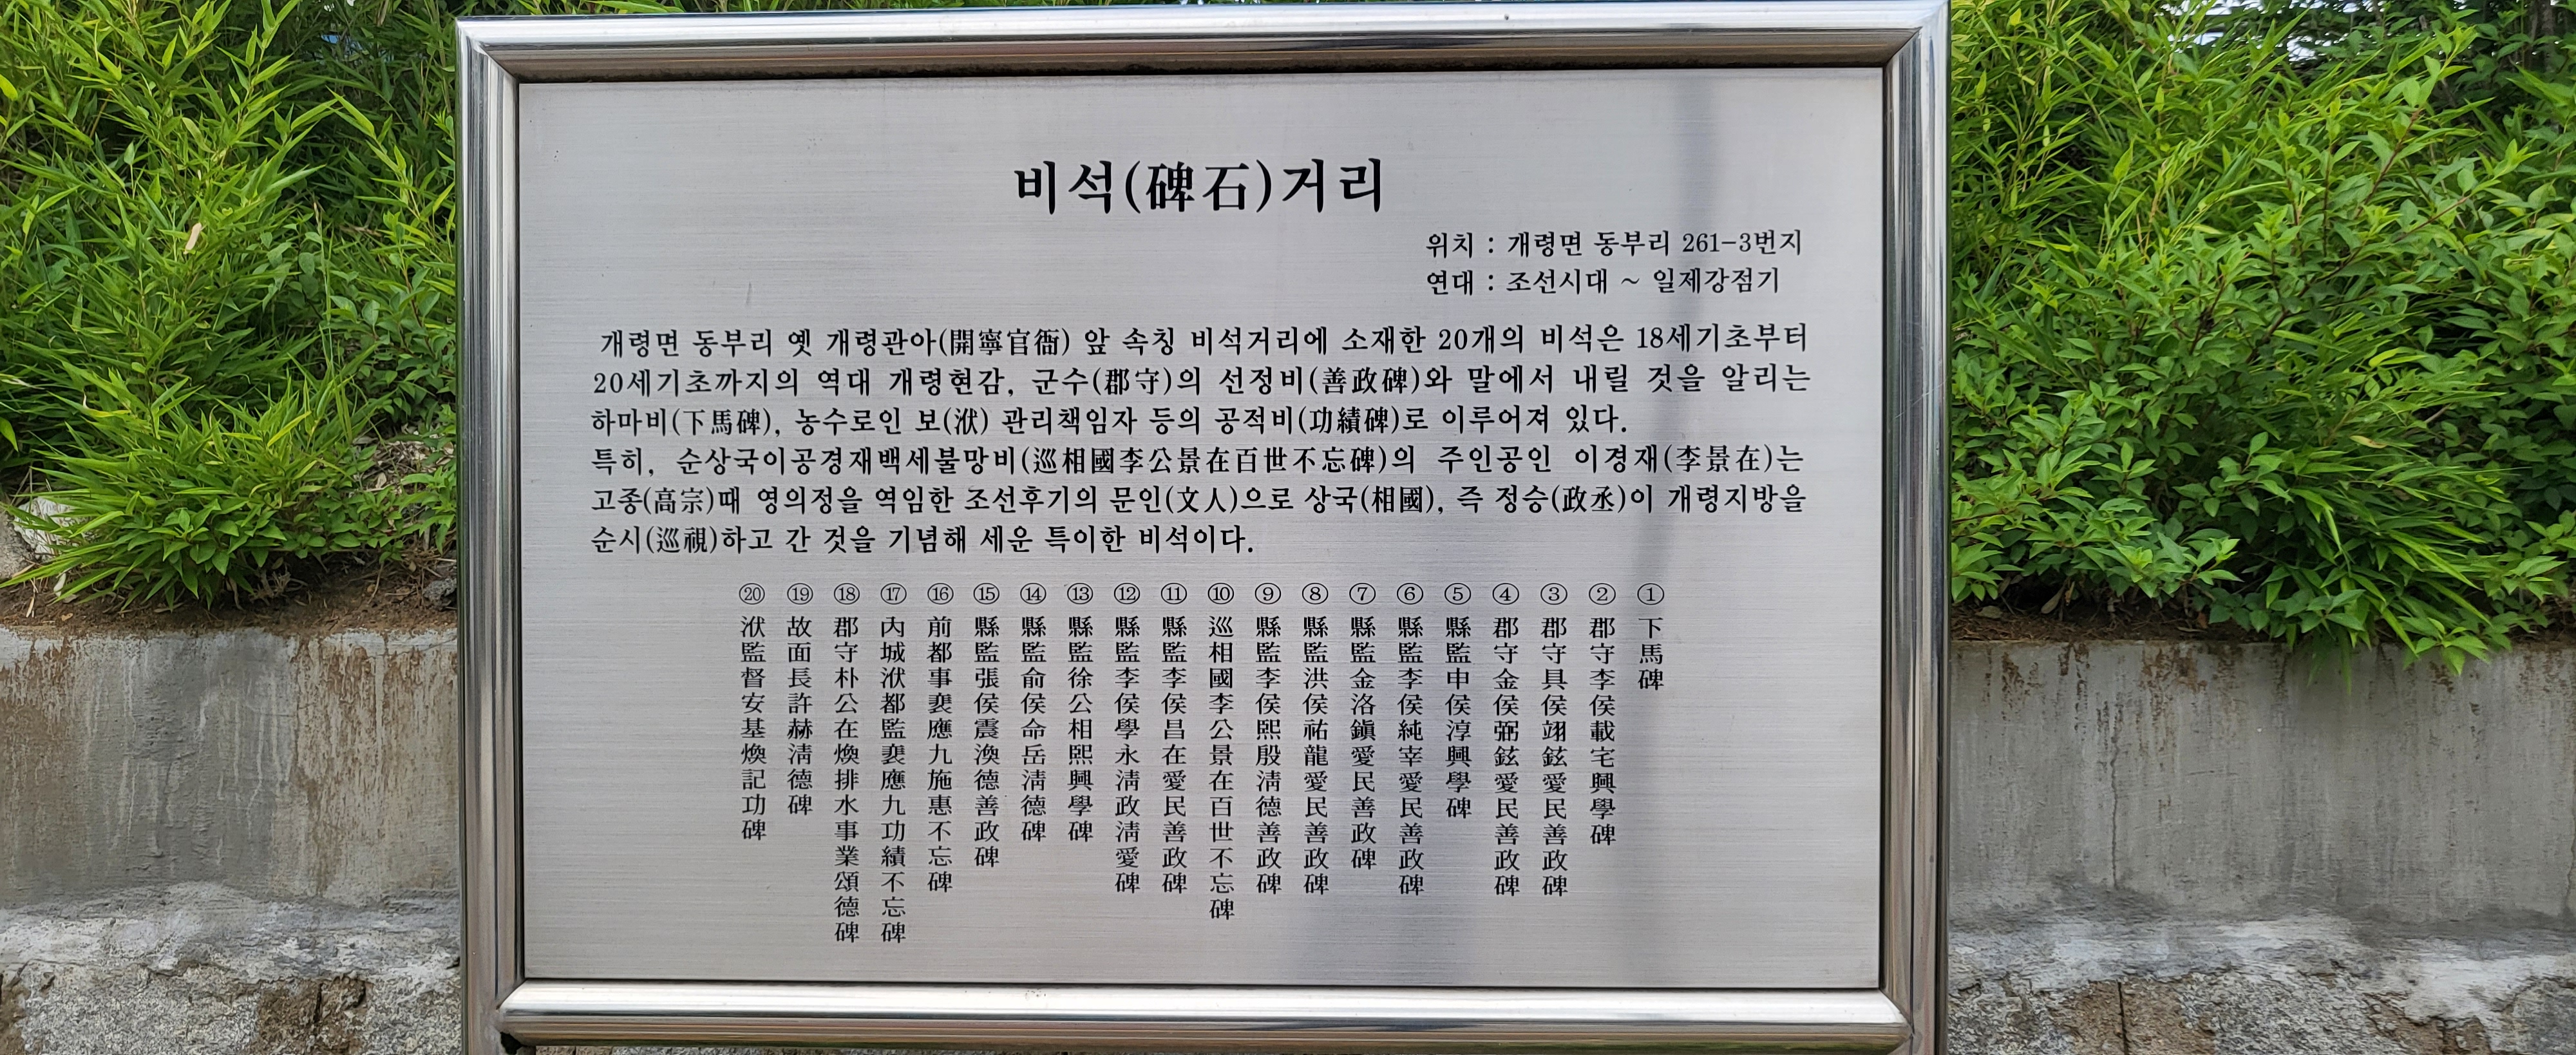 비석(碑石)거리
위치 : 개령면 동부리 261-3번지
연대 : 조선시대 ~ 일제강점기
개령면 동부리 옛 개령관아(開寧官衙) 앞 속칭 비석거리에 소재한 20개의 비석은 18세기초부터
20세기초까지의 역대 개령현감, 군수(郡守)의 선정비(善政碑)와 말에서 내릴 것을 알리는
하마비(下馬碑), 농수로인 보(洑) 관리책임자 등의 공적비(功績碑)로 이루어져 있다.
특히, 순상국이공경재백세불망비(巡相國李公景在百世不忘碑)의 주인공인 이경재(李景在)는
고종(高宗)때 영의정을 역임한 조선후기의 문인(文人)으로 상국(相國), 즉 정승(政丞)이 개령지방을
순시(巡視)하고 간 것을 기념해 세운 특이한 비석이다.
① 下馬碑
② 郡守李侯載宅興學碑
③ 郡守具侯翊鉉愛民善政碑
④ 郡守金侯弼鉉愛民善政碑
⑤ 縣監申侯淳興學碑
⑥ 縣監李侯純宰愛民善政碑
⑦ 縣監金洛鎭愛民善政碑
⑧ 縣監洪侯祐龍愛民善政碑
⑨ 縣監李侯熙殷淸德善政碑
⑩ 巡相國李公景在百世不忘碑
⑪ 縣監李侯昌在愛民善政碑
⑫ 縣監李侯學永淸政淸愛碑
⑬ 縣監徐公相熙興學碑
⑭ 縣監俞侯命岳淸德碑
⑮ 縣監張侯震渙德善政碑
⑯ 前都事裵應九施惠不忘碑
⑰ 內城洑都監裵應九功績不忘碑
⑱ 郡守朴公在煥排水事業頌德碑
⑲ 故面長許赫淸德碑
⑳ 洑監督安基煥記功碑